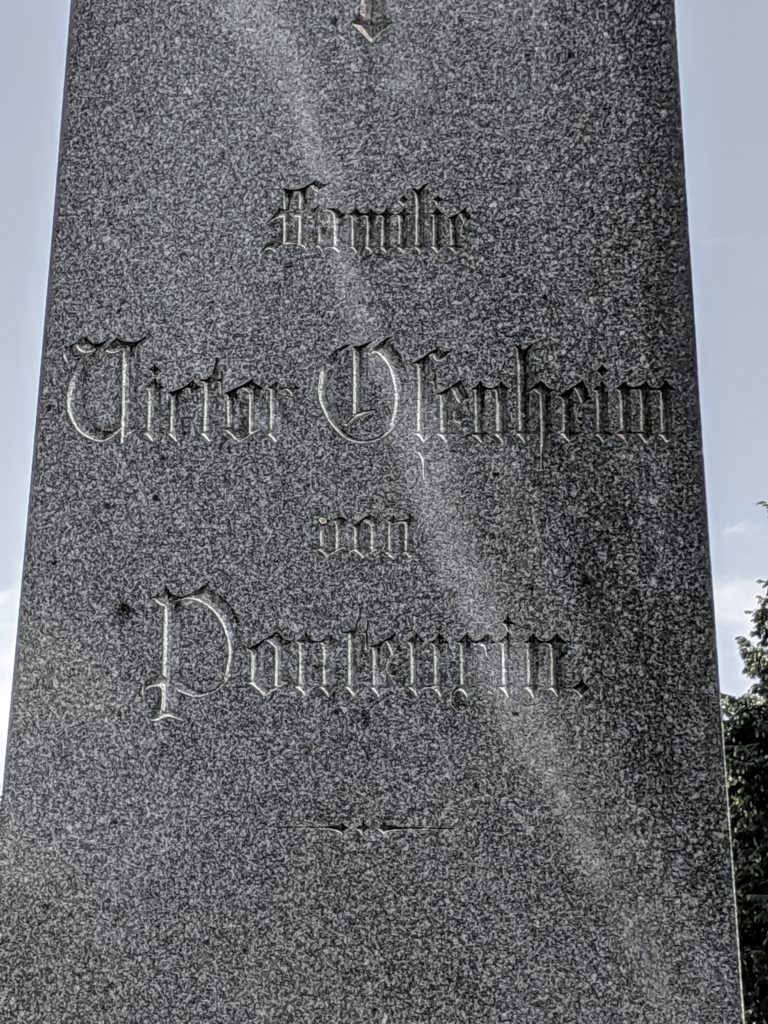 Familie
Victor Ofenheim
von
Ponteuxin.